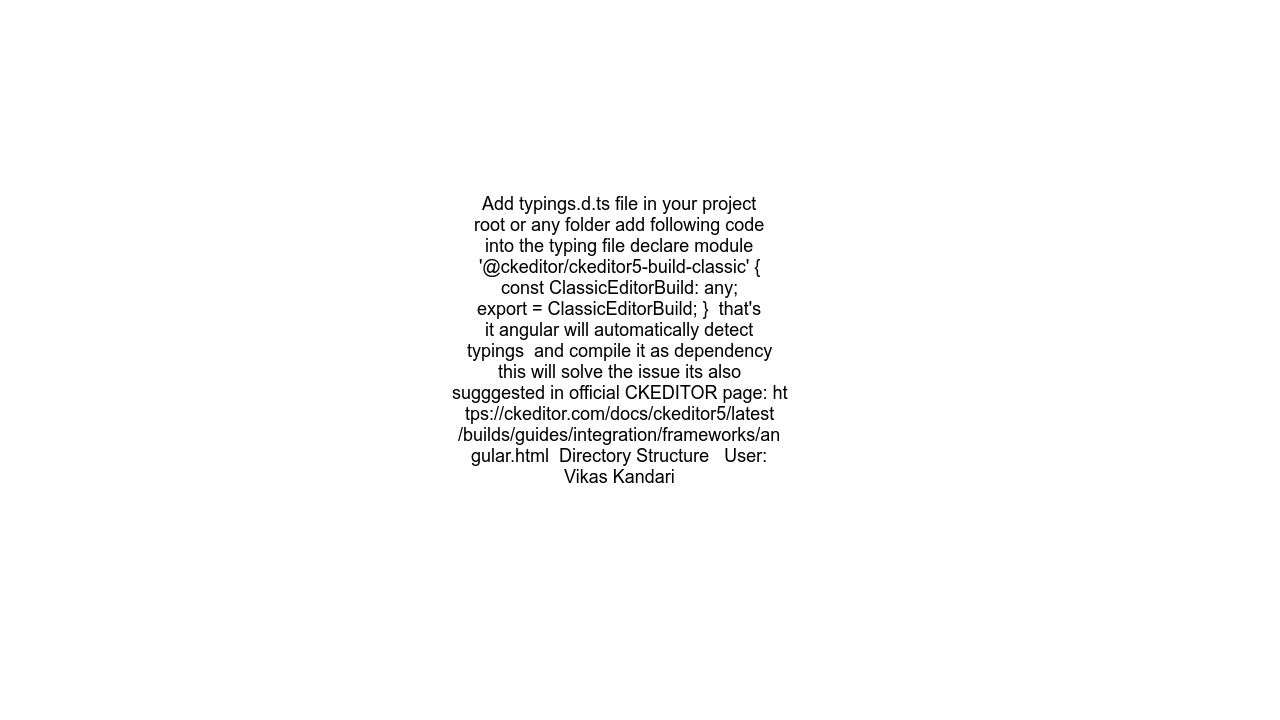 Add typings.d.ts file in your project
root or any folder add following code
into the typing file declare module
'@ckeditor/ckeditor5-build-classic' {
const ClassicEditorBuild: any;
export = ClassicEditorBuild; }  that's
it angular will automatically detect
typings  and compile it as dependency
this will solve the issue its also
sugggested in official CKEDITOR page: ht
tps://ckeditor.com/docs/ckeditor5/latest
/builds/guides/integration/frameworks/an
gular.html  Directory Structure   User:
Vikas Kandari